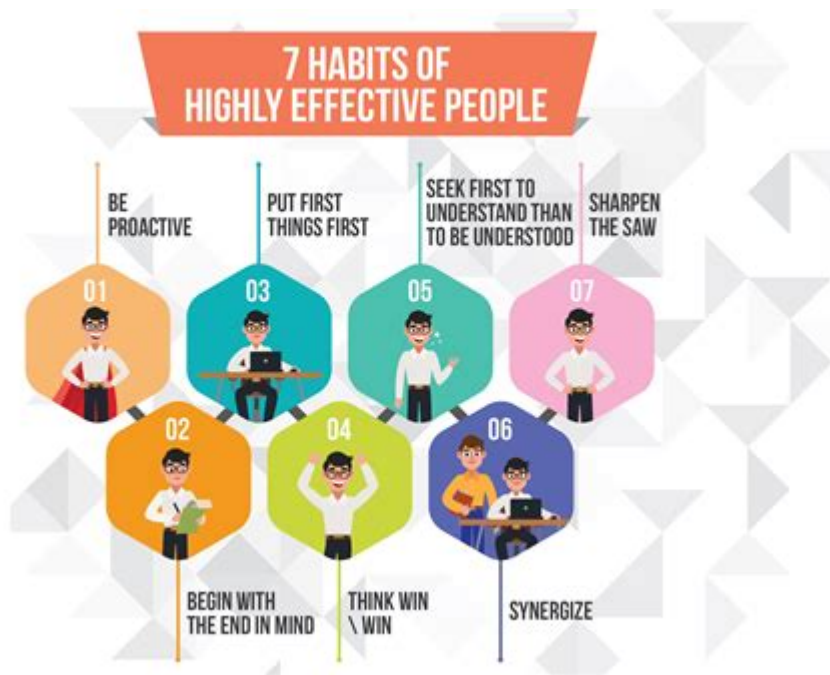 7 HABITS OF
HIGHLY EFFECTIVE PEOPLE
01
BE
PROACTIVE
02
BEGIN WITH
THE END IN MIND
03
PUT FIRST
THINGS FIRST
04
THINK WIN
\ WIN
05
SEEK FIRST TO
UNDERSTAND THAN
TO BE UNDERSTOOD
06
SYNERGIZE
07
SHARPEN
THE SAW